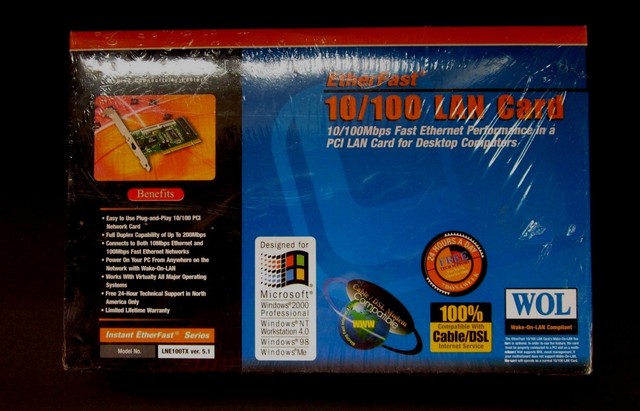 EtherFast
10/100 LAN Card
10/100Mbps Fast Ethernet Performance in a
PCI LAN Card for Desktop Computers
Benefits
• Easy to Use Plug-and-Play 10/100 PCI
Network Card
• Full Duplex Capability of Up To 200Mbps
• Connects to Both 10Mbps Ethernet and
100Mbps Fast Ethernet Networks
• Power On Your PC From Anywhere on the
Network with Wake-On-LAN
• Works With Virtually All Major Operating
Systems
• Free 24-Hour Technical Support in North
America Only
• Limited Lifetime Warranty
Instant EtherFast® Series
Model No.
LNE100TX ver. 5.1
Designed for
Microsoft®
Windows®2000
Professional
Windows®NT
Workstation 4.0
Windows®98
Windows®Me
Cable/DSL Modem
Compatible
WWW
24 HOURS A DAY
FREE
100%
Compatible With
Cable/DSL
Internet Service
WOL
Wake-On-LAN Compliant